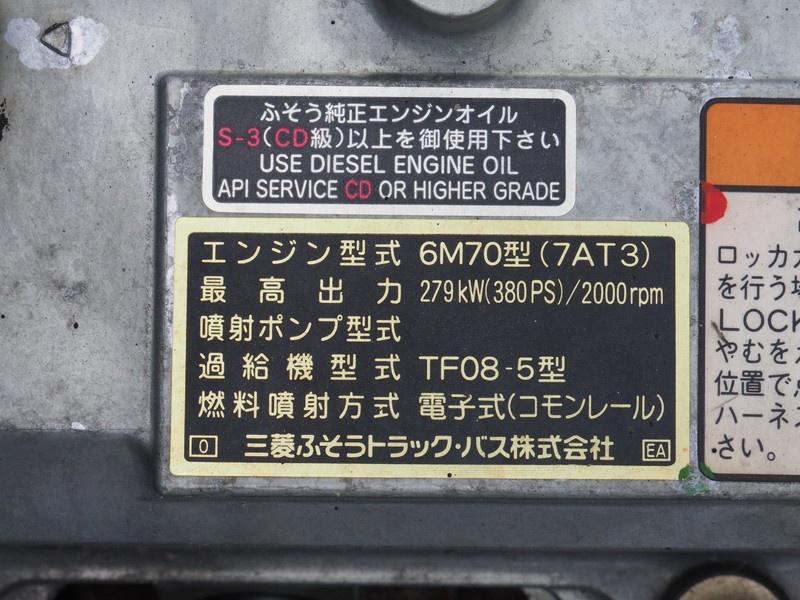 ふそう純正エンジンオイル
S-3(CD級)以上を御使用下さい
USE DIESEL ENGINE OIL
API SERVICE CD OR HIGHER GRADE
エンジン型式 6M70型(7AT3)
最高出力 279kW(380PS)/2000rpm
噴射ポンプ型式
過給機型式 TF08-5型
燃料噴射方式 電子式(コモンレール)
0 三菱ふそうトラック・バス株式会社 EA
ロッカカ
を行う場
LOCK
やむを
位置で
ハーネス
さい。